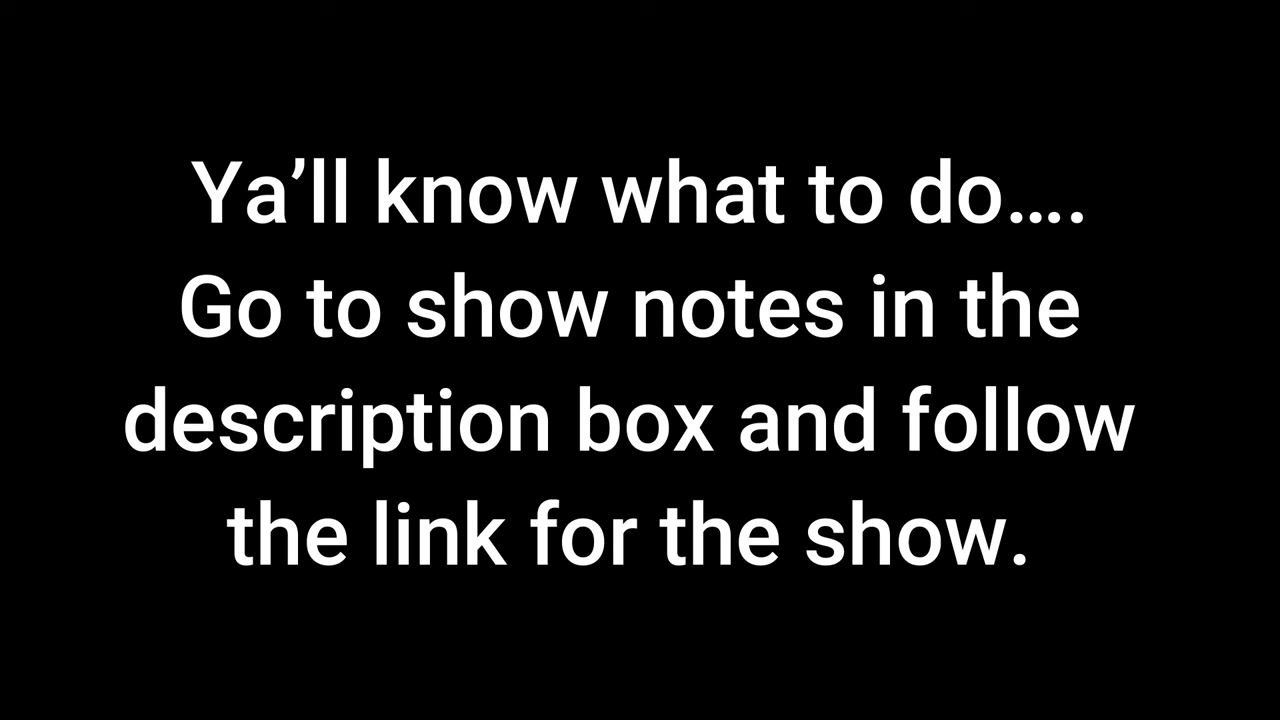 Ya’ll know what to do....
Go to show notes in the
description box and follow
the link for the show.